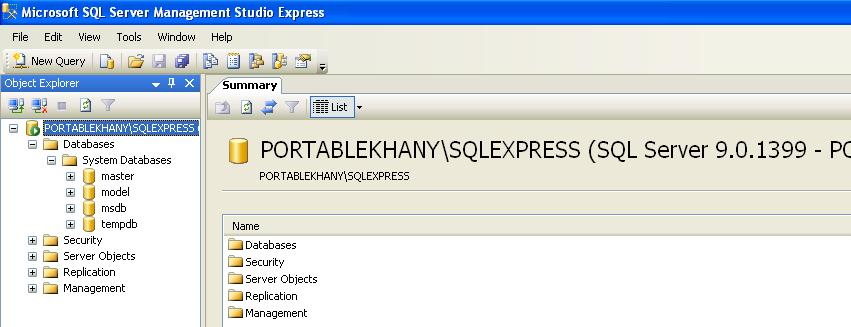 Microsoft SQL Server Management Studio Express
File Edit View Tools Window Help
New Query
Object Explorer
Summary
List
PORTABLEKHANY\SQLEXPRESS (
Databases
System Databases
master
model
msdb
tempdb
Security
Server Objects
Replication
Management
PORTABLEKHANY\SQLEXPRESS (SQL Server 9.0.1399 - PO
PORTABLEKHANY\SQLEXPRESS
Name
Databases
Security
Server Objects
Replication
Management